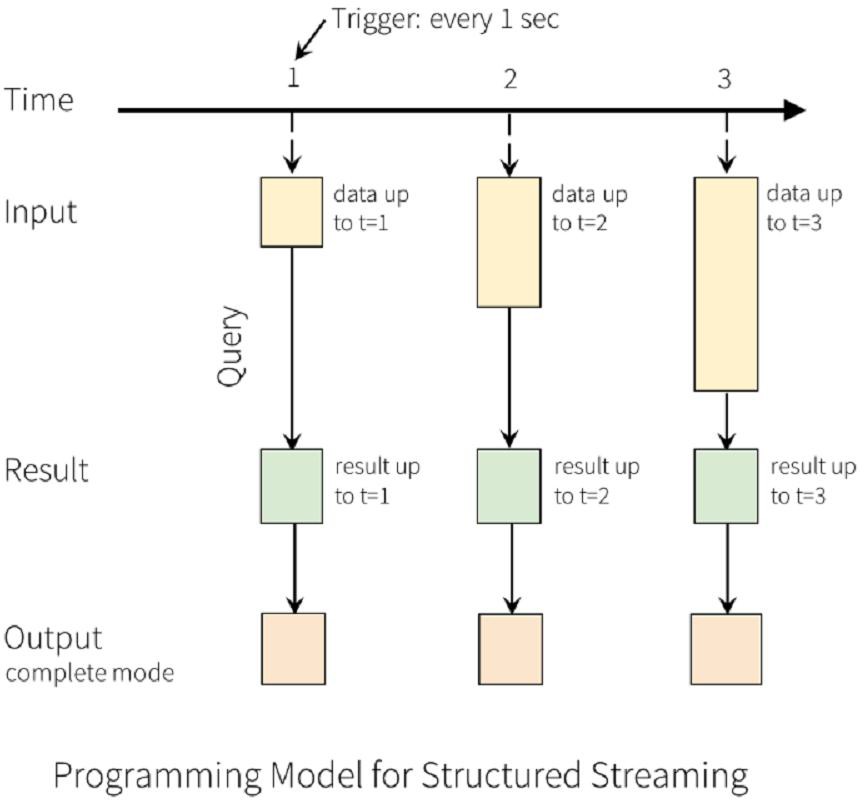 Trigger: every 1 sec
1
2
3
Time
Input
data up
to t=1
data up
to t=2
data up
to t=3
Query
Result
result up
to t=1
result up
to t=2
result up
to t=3
Output
complete mode
Programming Model for Structured Streaming